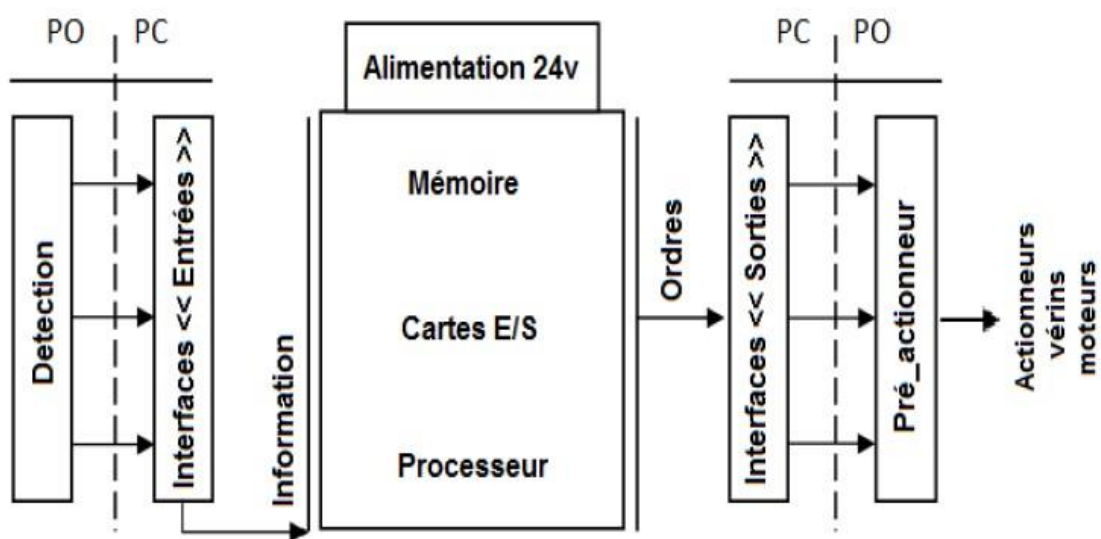 PO
PC
Detection
Interfaces << Entrées >>
Information
Alimentation 24v
Mémoire
Cartes E/S
Processeur
Ordres
PC
PO
Interfaces << Sorties >>
Pré_actionneur
Actionneurs
vérins
moteurs